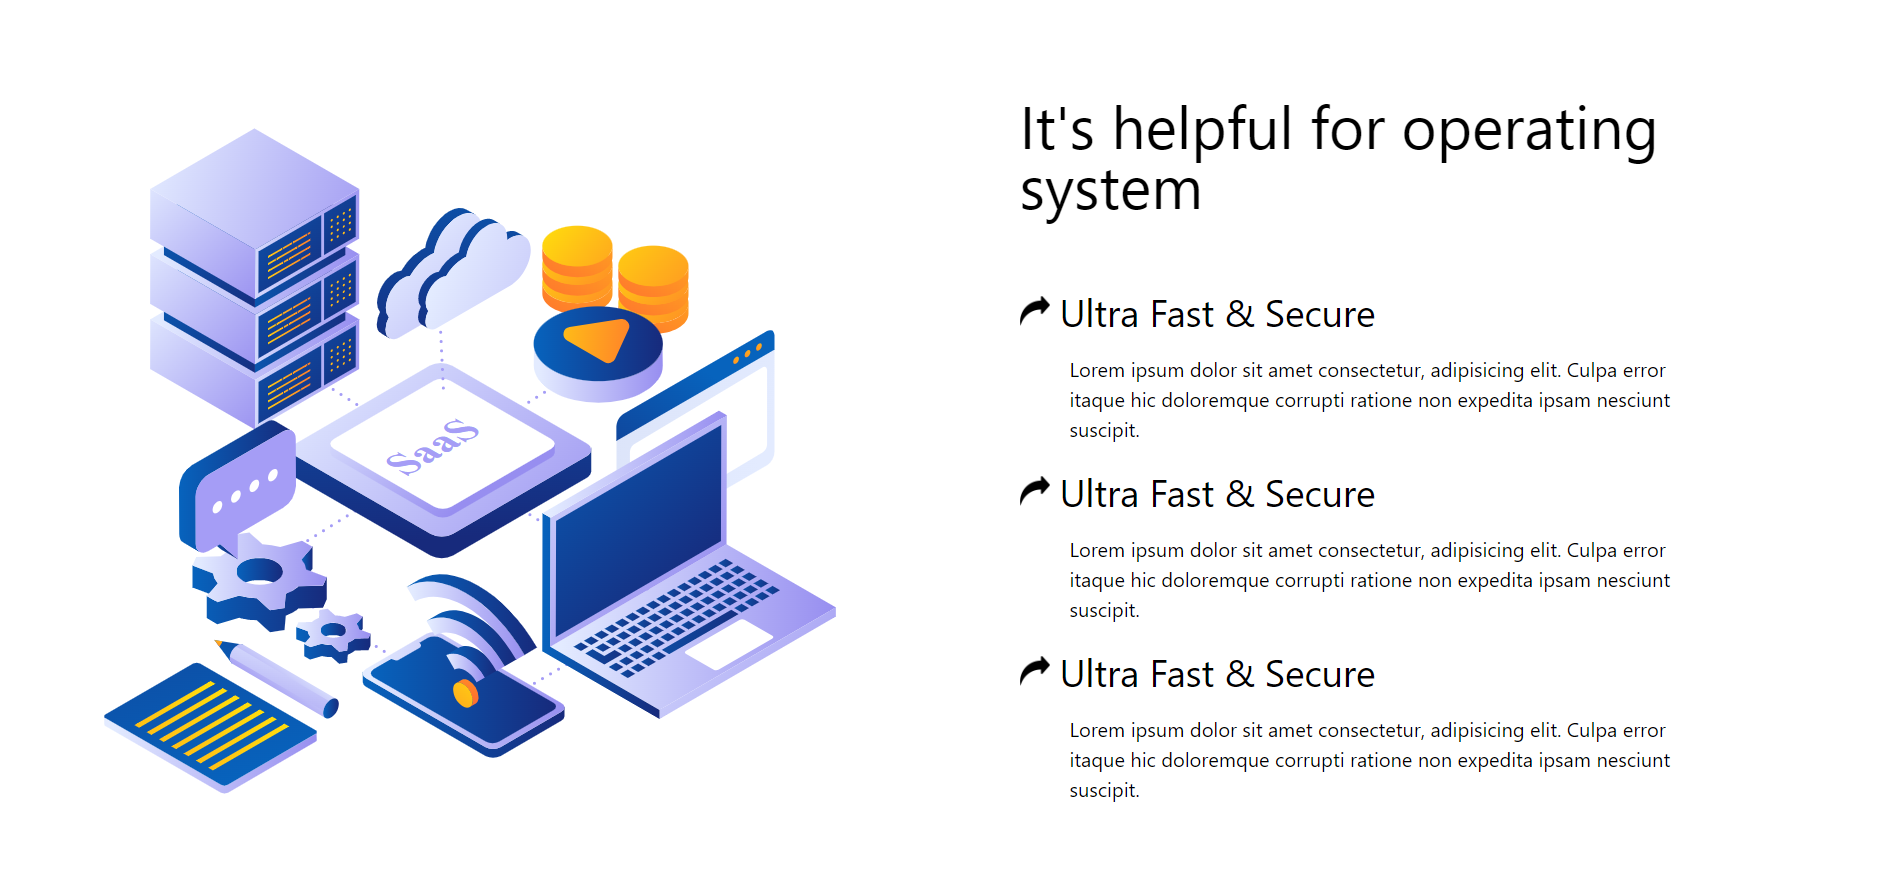 It's helpful for operating
system
SaaS
Ultra Fast & Secure
Lorem ipsum dolor sit amet consectetur, adipisicing elit. Culpa error
itaque hic doloremque corrupti ratione non expedita ipsam nesciunt
suscipit.
Ultra Fast & Secure
Lorem ipsum dolor sit amet consectetur, adipisicing elit. Culpa error
itaque hic doloremque corrupti ratione non expedita ipsam nesciunt
suscipit.
Ultra Fast & Secure
Lorem ipsum dolor sit amet consectetur, adipisicing elit. Culpa error
itaque hic doloremque corrupti ratione non expedita ipsam nesciunt
suscipit.